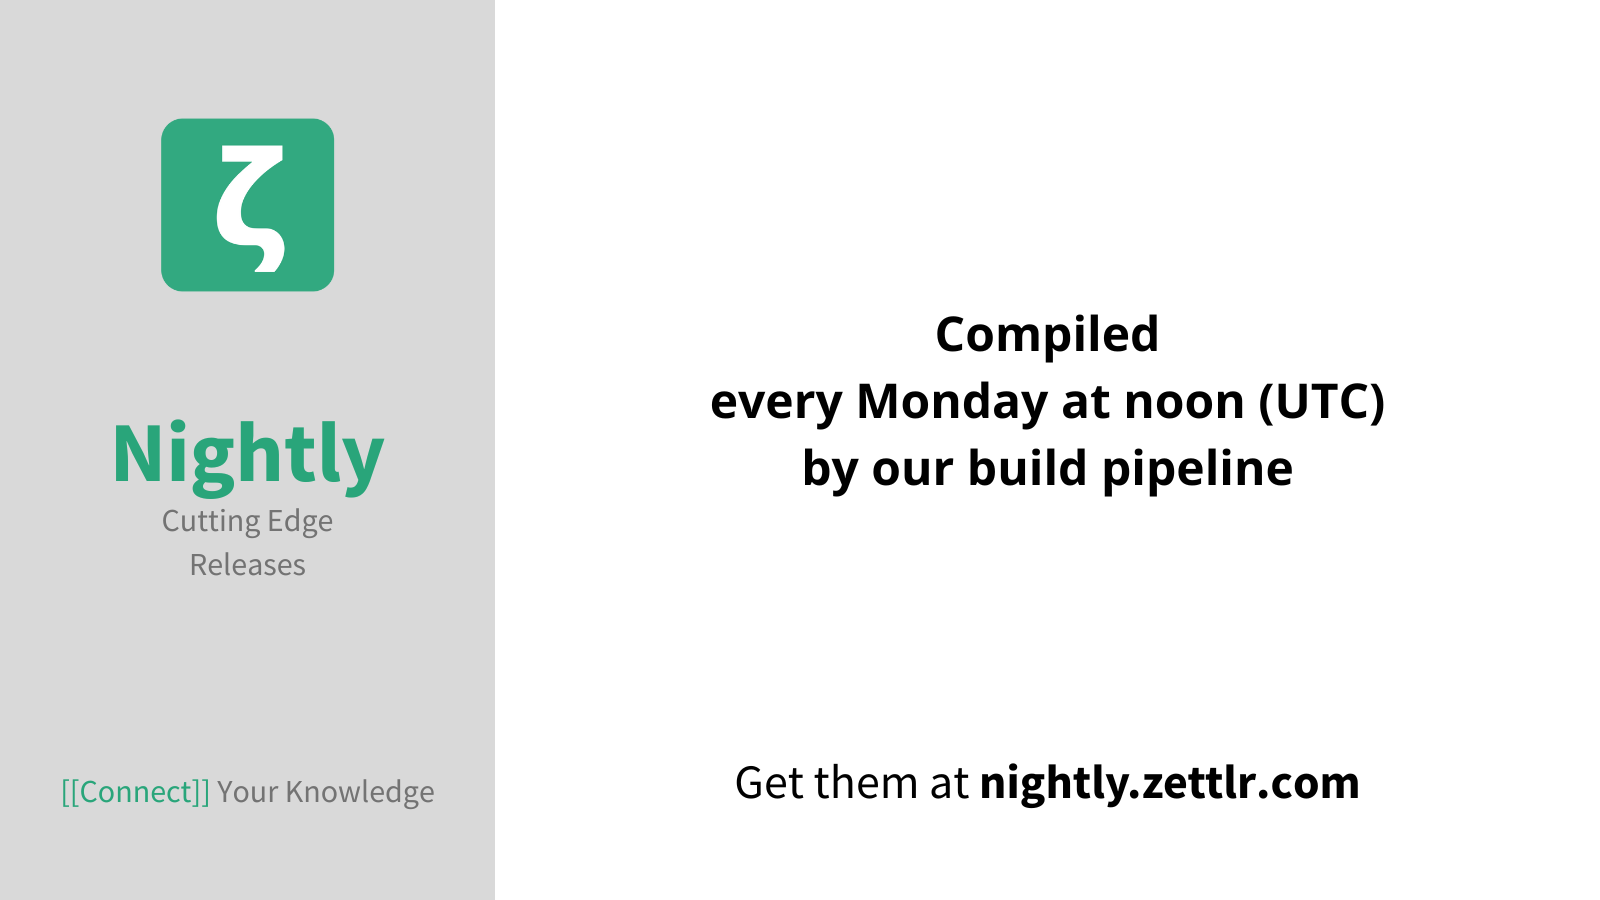 ζ
Nightly
Cutting Edge
Releases
[[Connect]] Your Knowledge
Compiled
every Monday at noon (UTC)
by our build pipeline
Get them at nightly.zettlr.com